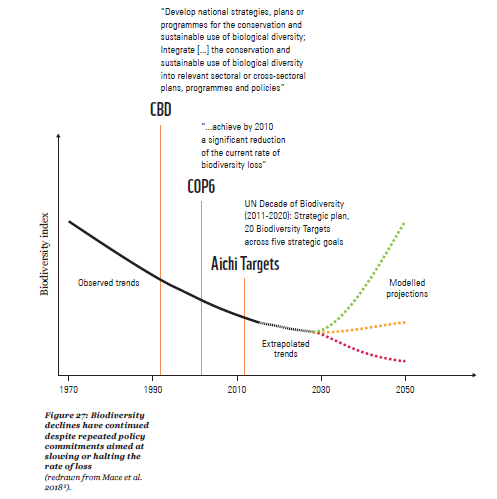 “Develop national strategies, plans or
programmes for the conservation and
sustainable use of biological diversity;
Integrate [...] the conservation and
sustainable use of biological diversity
into relevant sectoral or cross-sectoral
plans, programmes and policies”
CBD
“...achieve by 2010
a significant reduction
of the current rate of
biodiversity loss”
COP6
UN Decade of Biodiversity
(2011-2020): Strategic plan,
20 Biodiversity Targets
across five strategic goals
Aichi Targets
Biodiversity index
Observed trends
Modelled
projections
Extrapolated
trends
1970 1990 2010 2030 2050
Figure 27: Biodiversity
declines have continued
despite repeated policy
commitments aimed at
slowing or halting the
rate of loss
(redrawn from Mace et al.
2018³).